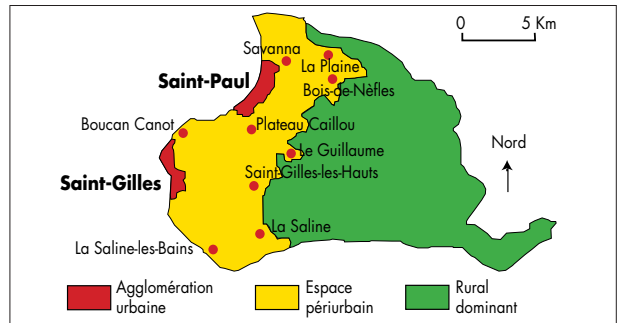 0 5 Km
Savanna
La Plaine
Saint-Paul
Bois-de-Nèfles
Boucan Canot
Plateau Caillou
Le Guillaume
Nord
Saint-Gilles
Saint-Gilles-les-Hauts
La Saline
La Saline-les-Bains
Agglomération
urbaine
Espace
périurbain
Rural
dominant